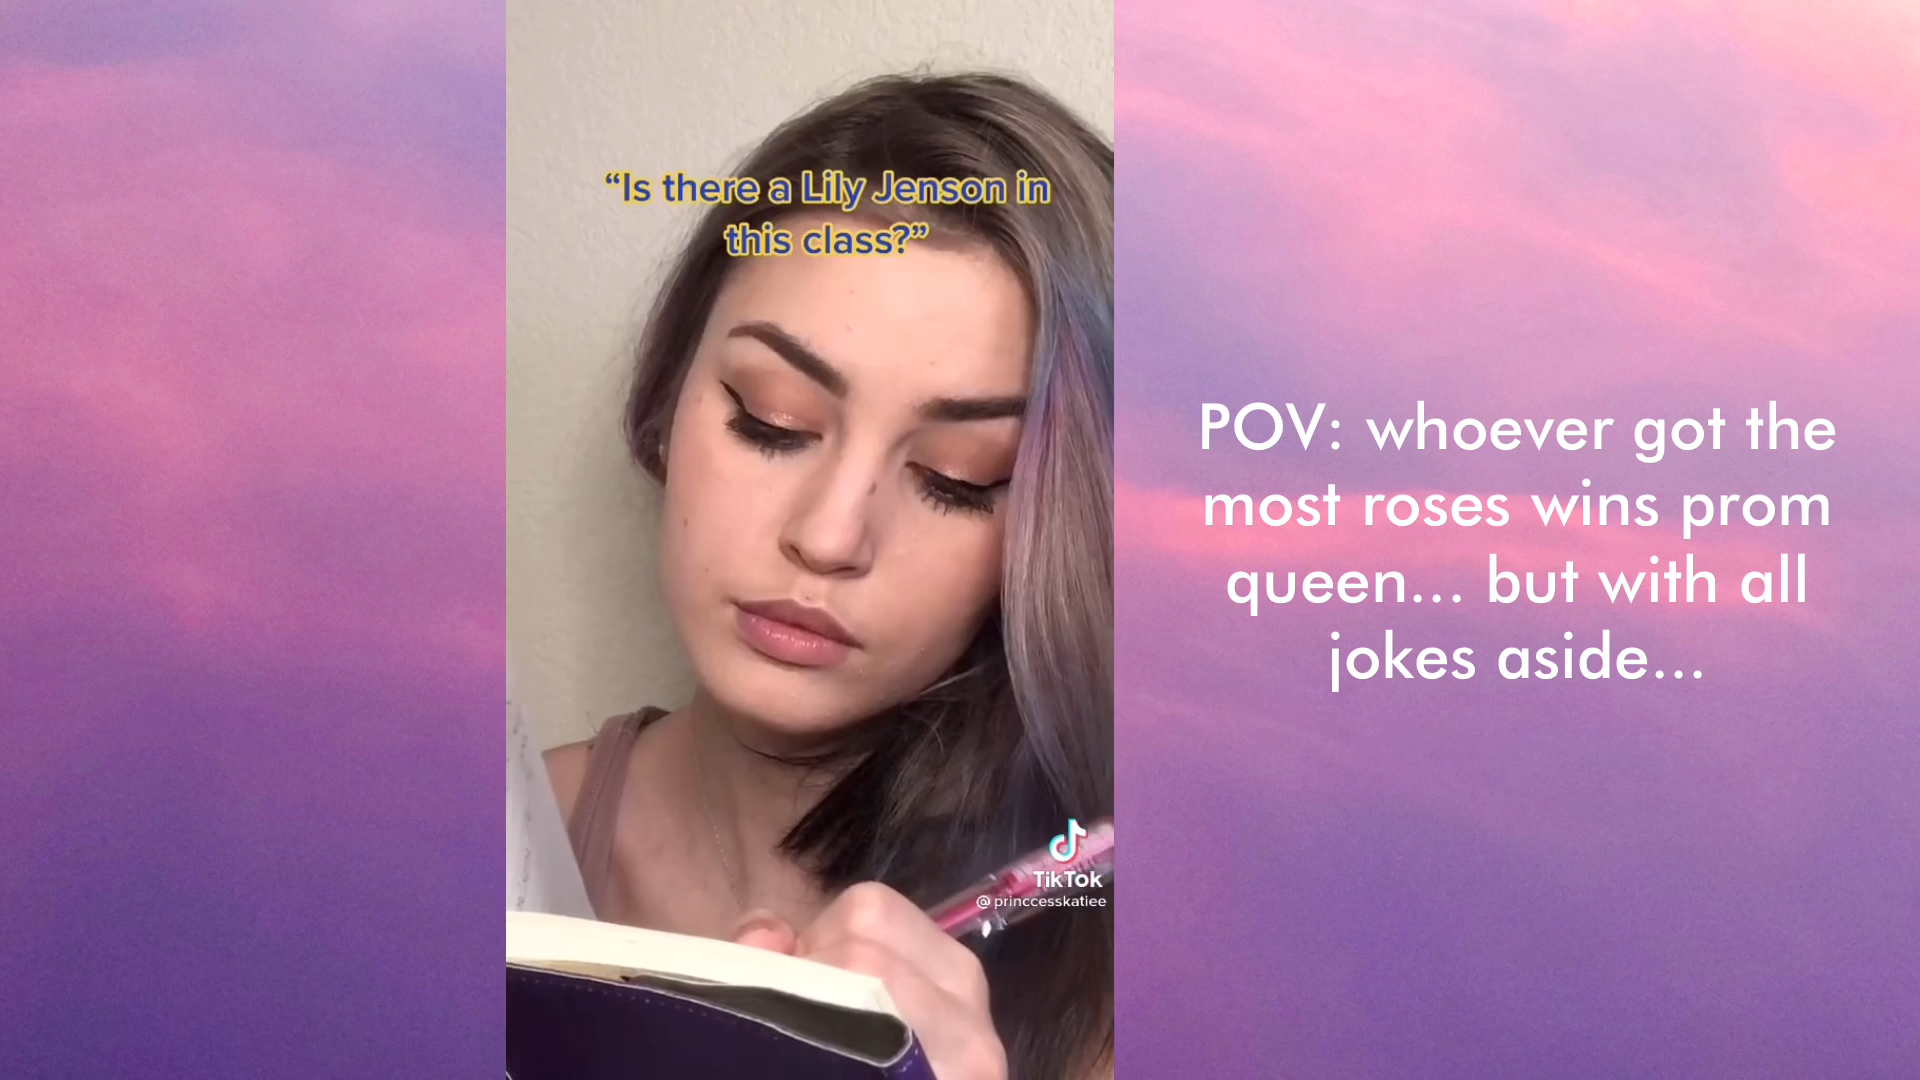 “Is there a Lily Jenson in
this class?”
TikTok
@ princcesskatiee
POV: whoever got the
most roses wins prom
queen... but with all
jokes aside...